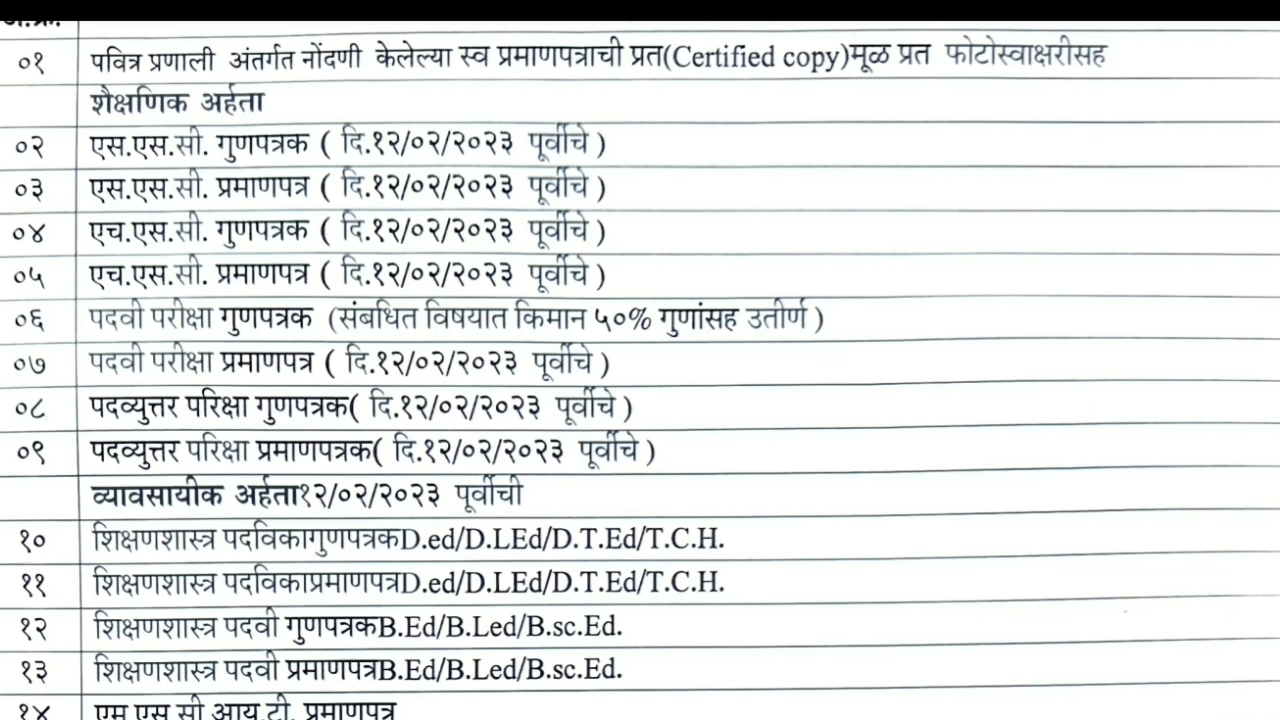 अ.क्र.
०१ पवित्र प्रणाली अंतर्गत नोंदणी केलेल्या स्व प्रमाणपत्राची प्रत(Certified copy)मूळ प्रत फोटोस्वाक्षरीसह
शैक्षणिक अर्हता
०२ एस.एस.सी. गुणपत्रक ( दि.१२/०२/२०२३ पूर्वीचे )
०३ एस.एस.सी. प्रमाणपत्र ( दि.१२/०२/२०२३ पूर्वीचे )
०४ एच.एस.सी. गुणपत्रक ( दि.१२/०२/२०२३ पूर्वीचे )
०५ एच.एस.सी. प्रमाणपत्र ( दि.१२/०२/२०२३ पूर्वीचे )
०६ पदवी परीक्षा गुणपत्रक (संबधित विषयात किमान ५०% गुणांसह उतीर्ण )
०७ पदवी परीक्षा प्रमाणपत्र ( दि.१२/०२/२०२३ पूर्वीचे )
०८ पदव्युत्तर परिक्षा गुणपत्रक( दि.१२/०२/२०२३ पूर्वीचे )
०९ पदव्युत्तर परिक्षा प्रमाणपत्रक( दि.१२/०२/२०२३ पूर्वीचे )
व्यावसायीक अर्हता१२/०२/२०२३ पूर्वीची
१० शिक्षणशास्त्र पदविकागुणपत्रकD.ed/D.LEd/D.T.Ed/T.C.H.
११ शिक्षणशास्त्र पदविकाप्रमाणपत्रD.ed/D.LEd/D.T.Ed/T.C.H.
१२ शिक्षणशास्त्र पदवी गुणपत्रकB.Ed/B.Led/B.sc.Ed.
१३ शिक्षणशास्त्र पदवी प्रमाणपत्रB.Ed/B.Led/B.sc.Ed.
१४ एम एस सी आय.टी. प्रमाणपत्र